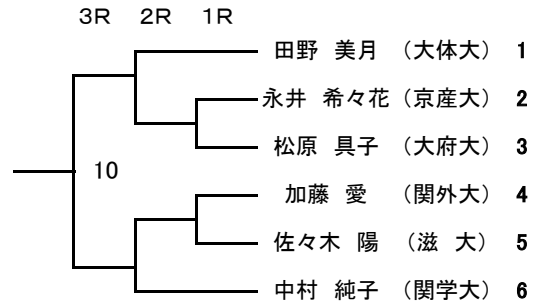 3R 2R 1R
田野 美月 (大体大) 1
永井 希々花 (京産大) 2
松原 具子 (大府大) 3
10
加藤 愛 (関外大) 4
佐々木 陽 (滋 大) 5
中村 純子 (関学大) 6